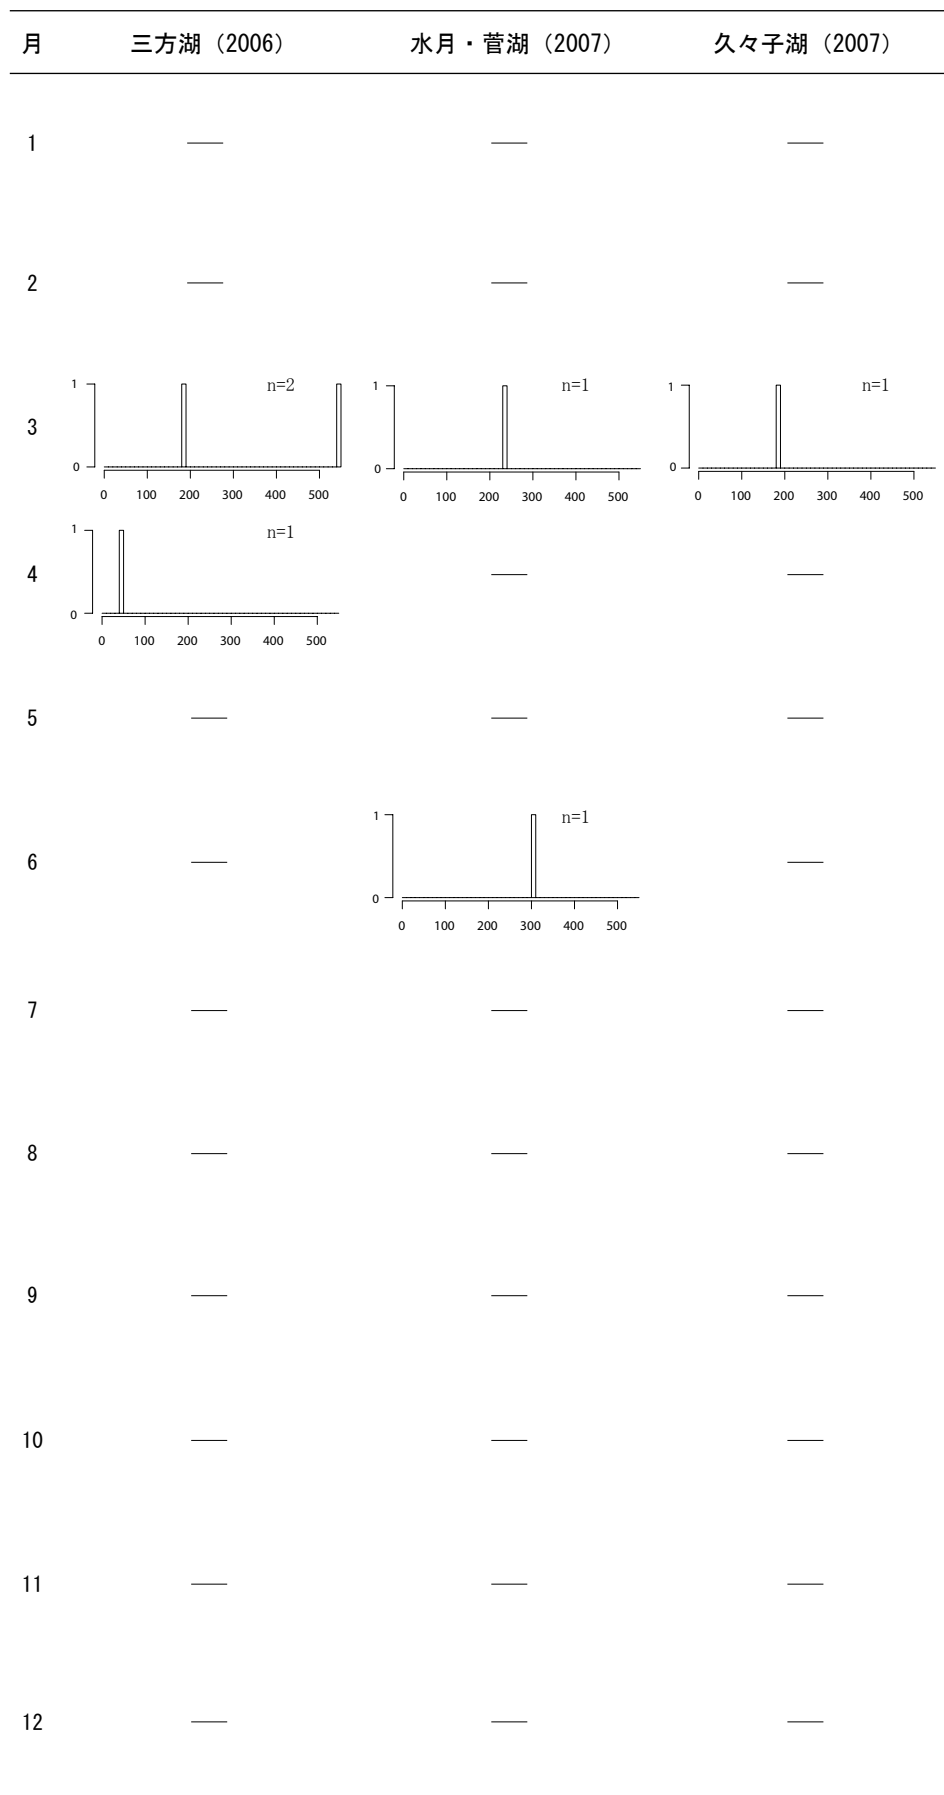 月 三方湖（2006） 水月・菅湖（2007） 久々子湖（2007）
1 — — —
2 — — —
1 n=2 1 n=1 1 n=1
3
0 0 0
0 100 200 300 400 500 0 100 200 300 400 500 0 100 200 300 400 500
1 n=1
4 — —
0
0 100 200 300 400 500
5 — — —
1 n=1
6 — —
0
0 100 200 300 400 500
7 — — —
8 — — —
9 — — —
10 — — —
11 — — —
12 — — —